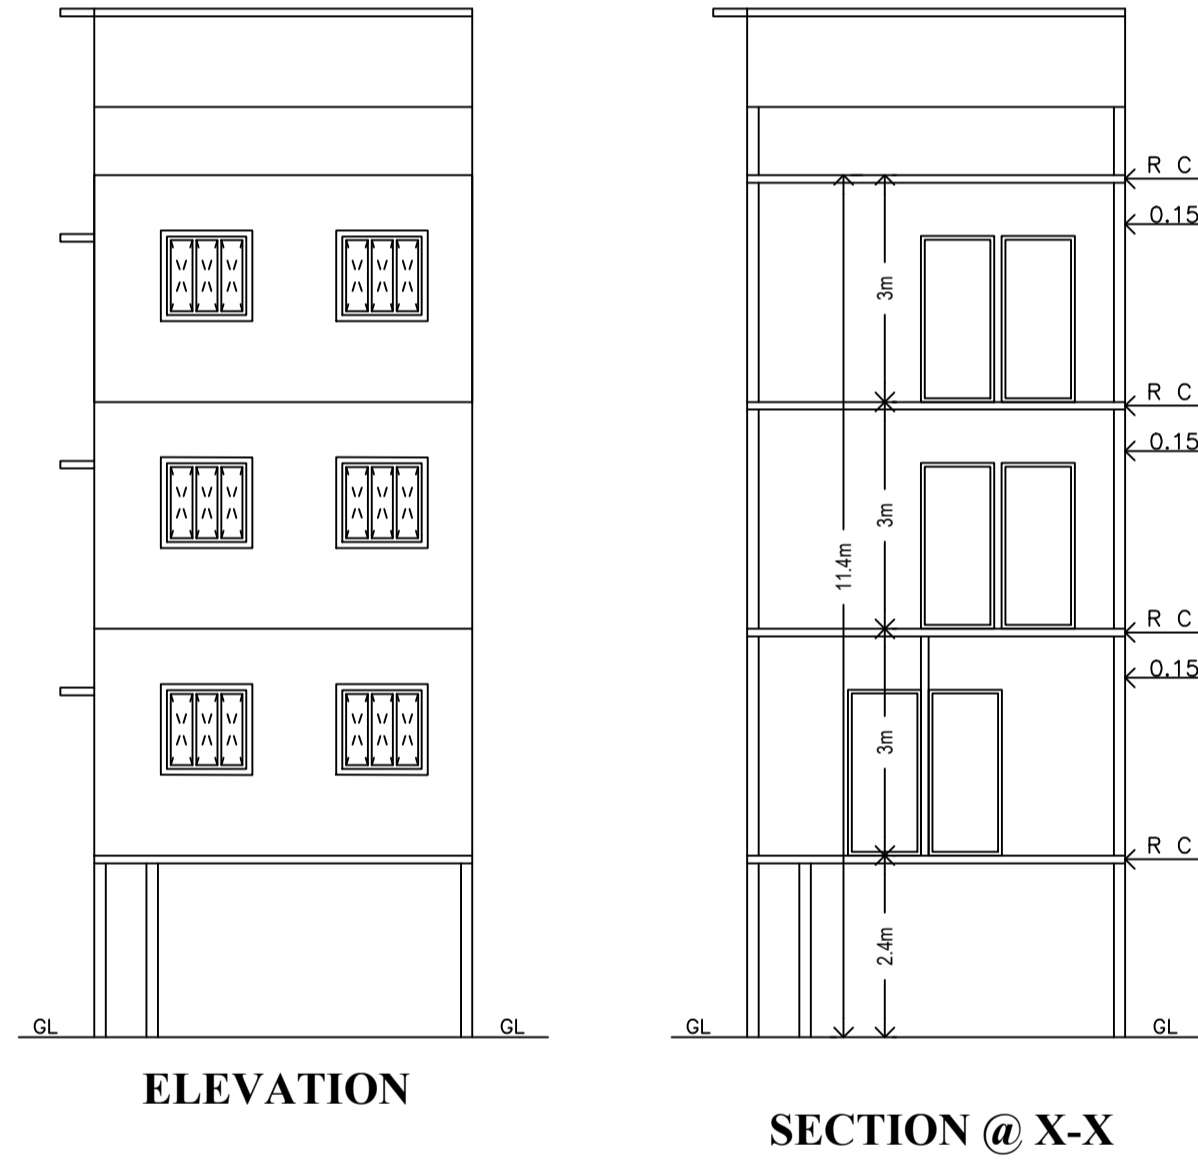 R C
0.15
3m
R C
0.15
3m
11.4m
R C
0.15
3m
R C
2.4m
GL GL GL GL
ELEVATION
SECTION @ X-X